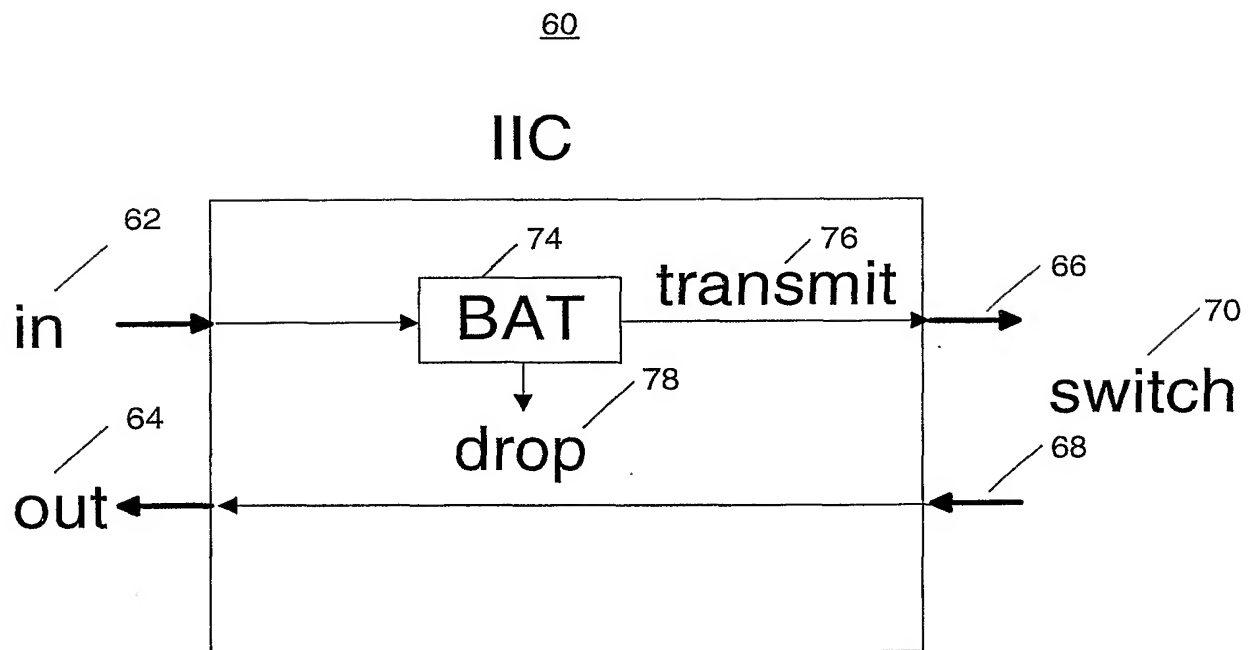 60
IIC
62
74
76
66
in
BAT
transmit
70
switch
78
64
drop
68
out